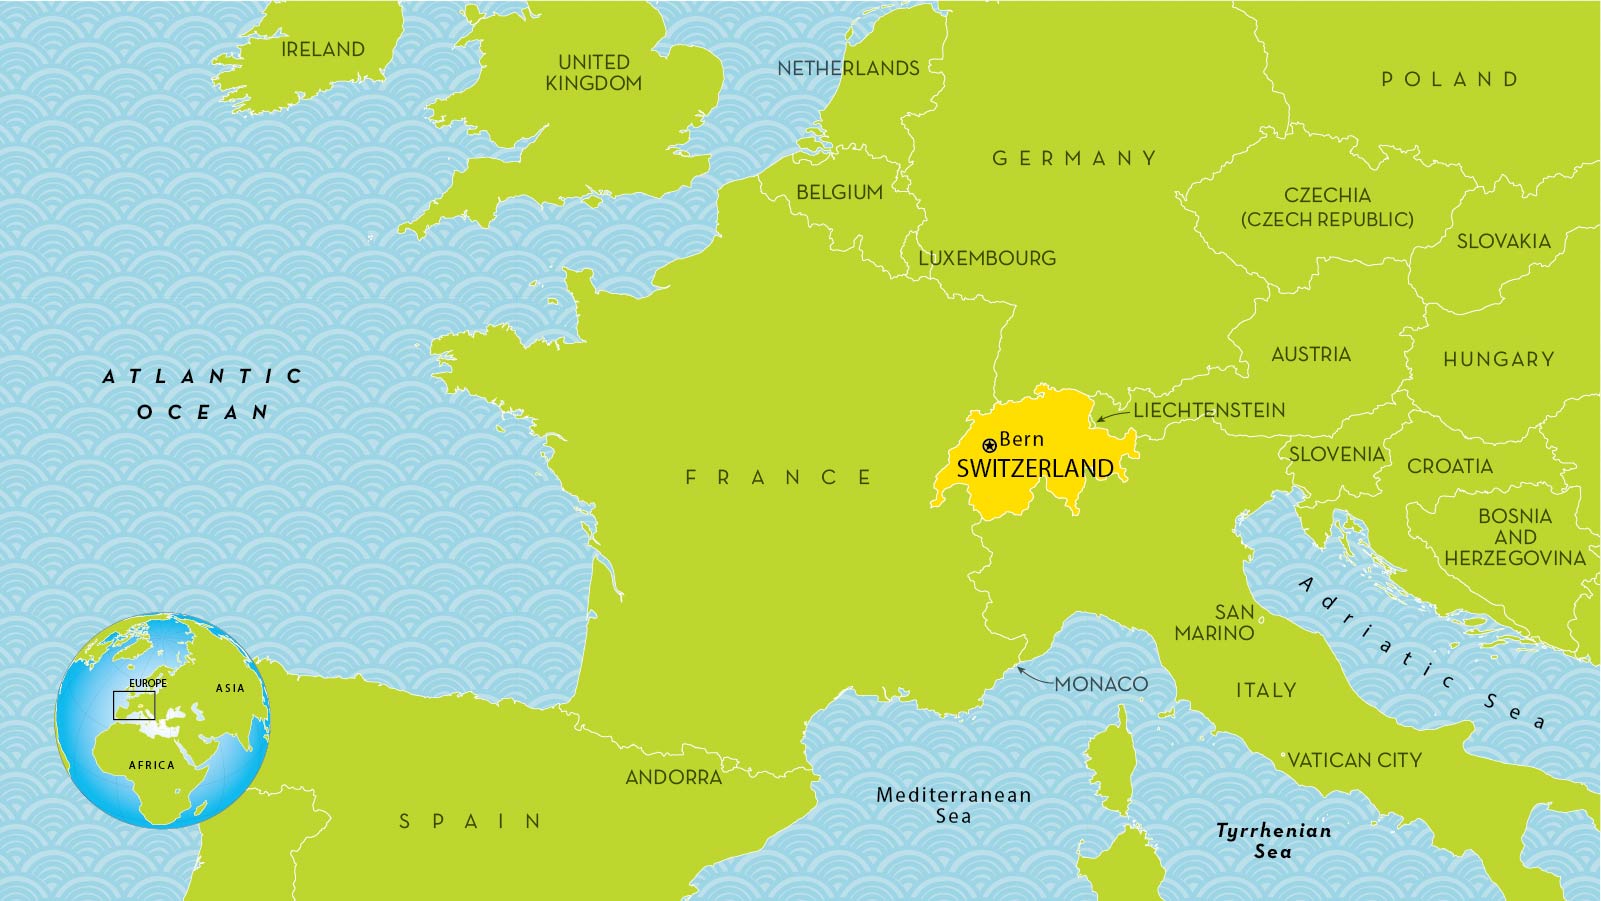 IRELAND
UNITED
KINGDOM
NETHERLANDS
POLAND
GERMANY
BELGIUM
CZECHIA
(CZECH REPUBLIC)
SLOVAKIA
LUXEMBOURG
ATLANTIC
OCEAN
AUSTRIA
HUNGARY
LIECHTENSTEIN
Bern
SWITZERLAND
FRANCE
SLOVENIA
CROATIA
BOSNIA
AND
HERZEGOVINA
Adriatic Sea
SAN
MARINO
MONACO
ITALY
EUROPE
ASIA
AFRICA
VATICAN CITY
ANDORRA
Mediterranean
Sea
SPAIN
Tyrrhenian
Sea